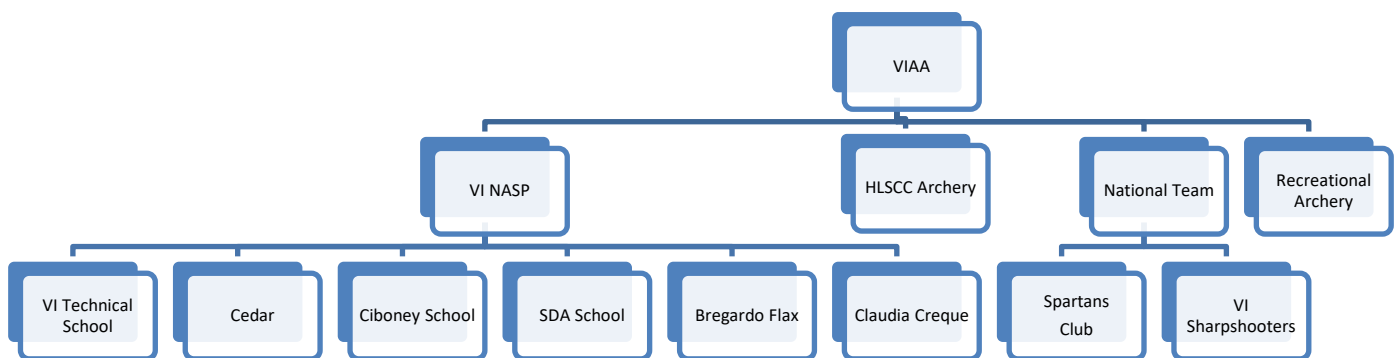 VIAA
VI NASP
HLSCC Archery
National Team
Recreational
Archery
VI Technical
School
Cedar
Ciboney School
SDA School
Bregardo Flax
Claudia Creque
Spartans
Club
VI
Sharpshooters